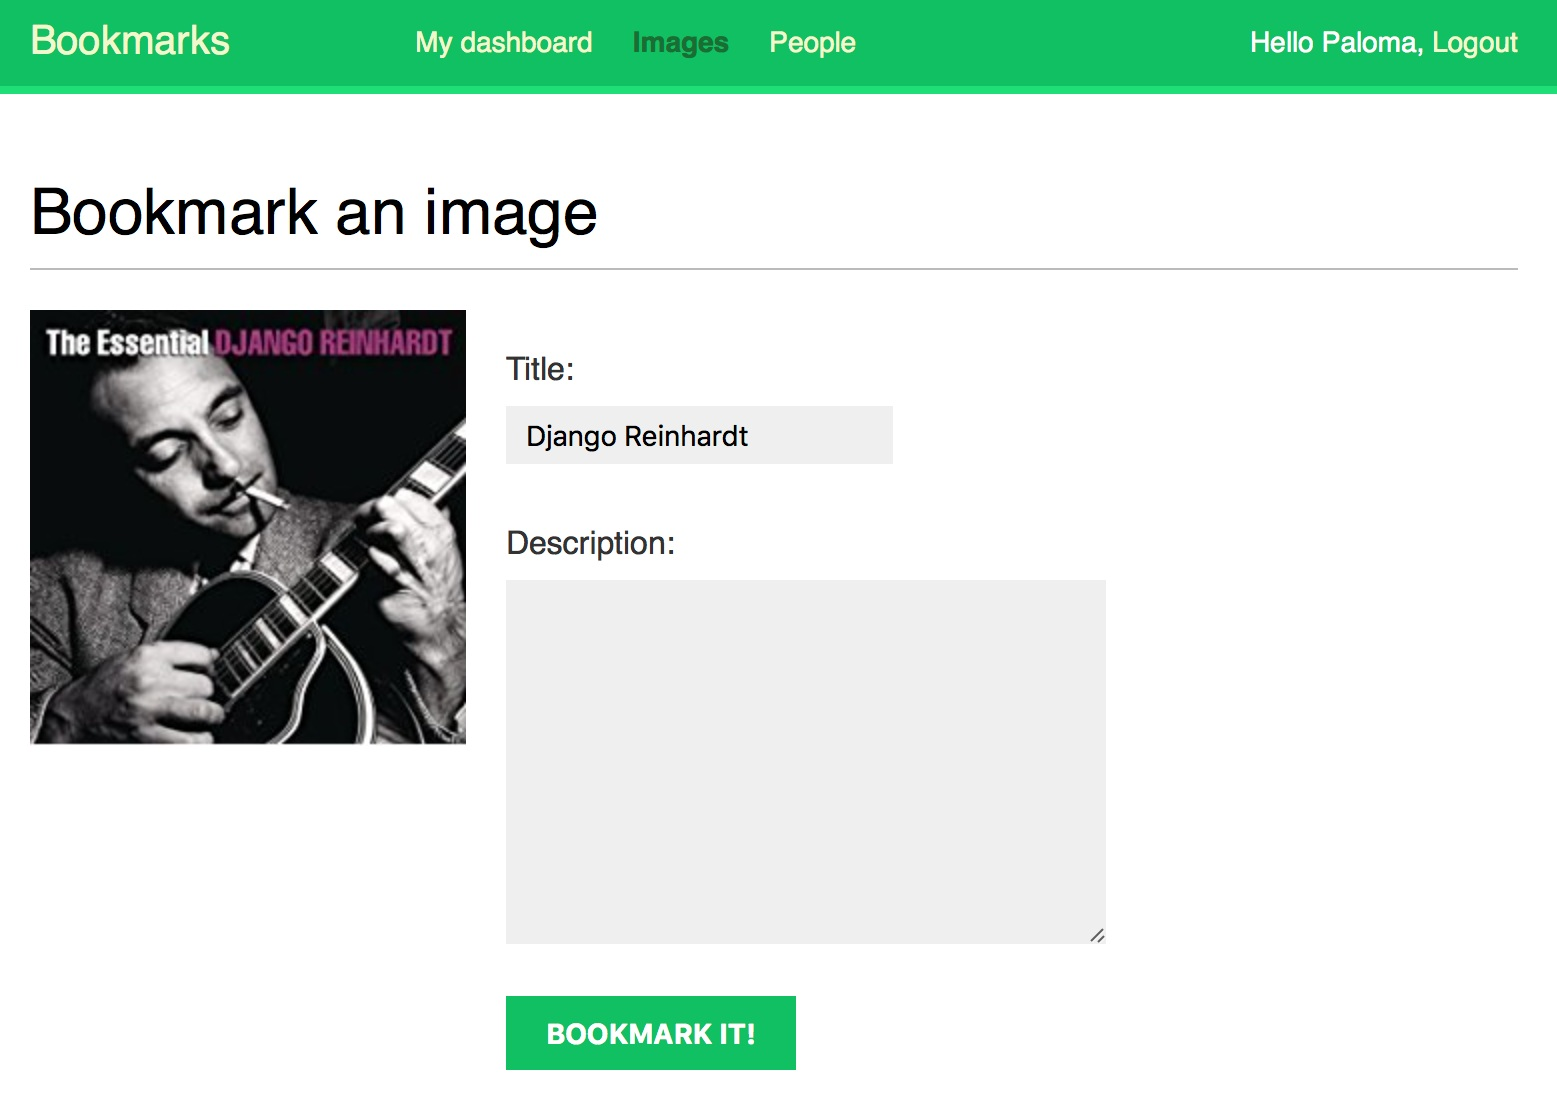 Bookmarks My dashboard Images People Hello Paloma, Logout
Bookmark an image
The Essential DJANGO REINHARDT
Title:
Django Reinhardt
Description:
BOOKMARK IT!